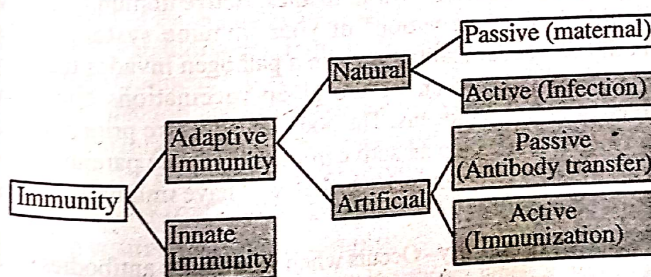 Passive (maternal)
Natural
Active (Infection)
Adaptive
Immunity
Passive
(Antibody transfer)
Immunity
Artificial
Innate
Immunity
Active
(Immunization)